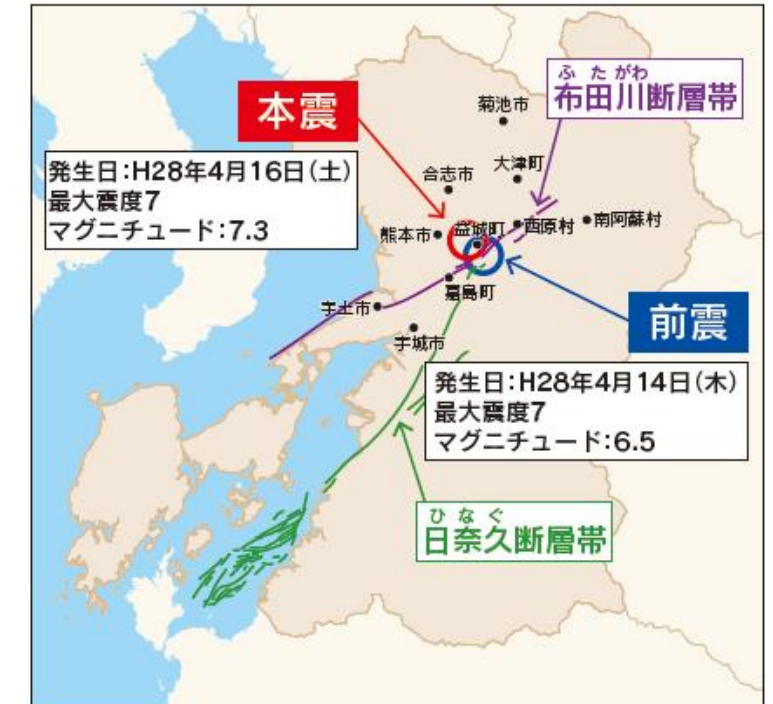 ふたがわ
布田川断層帯
本震
菊池市
発生日:H28年4月16日(土)
最大震度7
マグニチュード:7.3
合志市
大津町
熊本市
益城町
西原村
南阿蘇村
嘉島町
宇土市
宇城市
前震
発生日:H28年4月14日(木)
最大震度7
マグニチュード:6.5
ひなぐ
日奈久断層帯